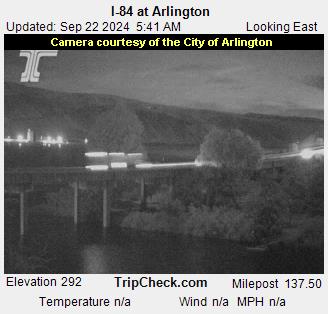 I-84 at Arlington
Updated: Sep 22 2024 5:41 AM Looking East
Camera courtesy of the City of Arlington
Elevation 292 TripCheck.com Milepost 137.50
Temperature n/a Wind n/a MPH n/a